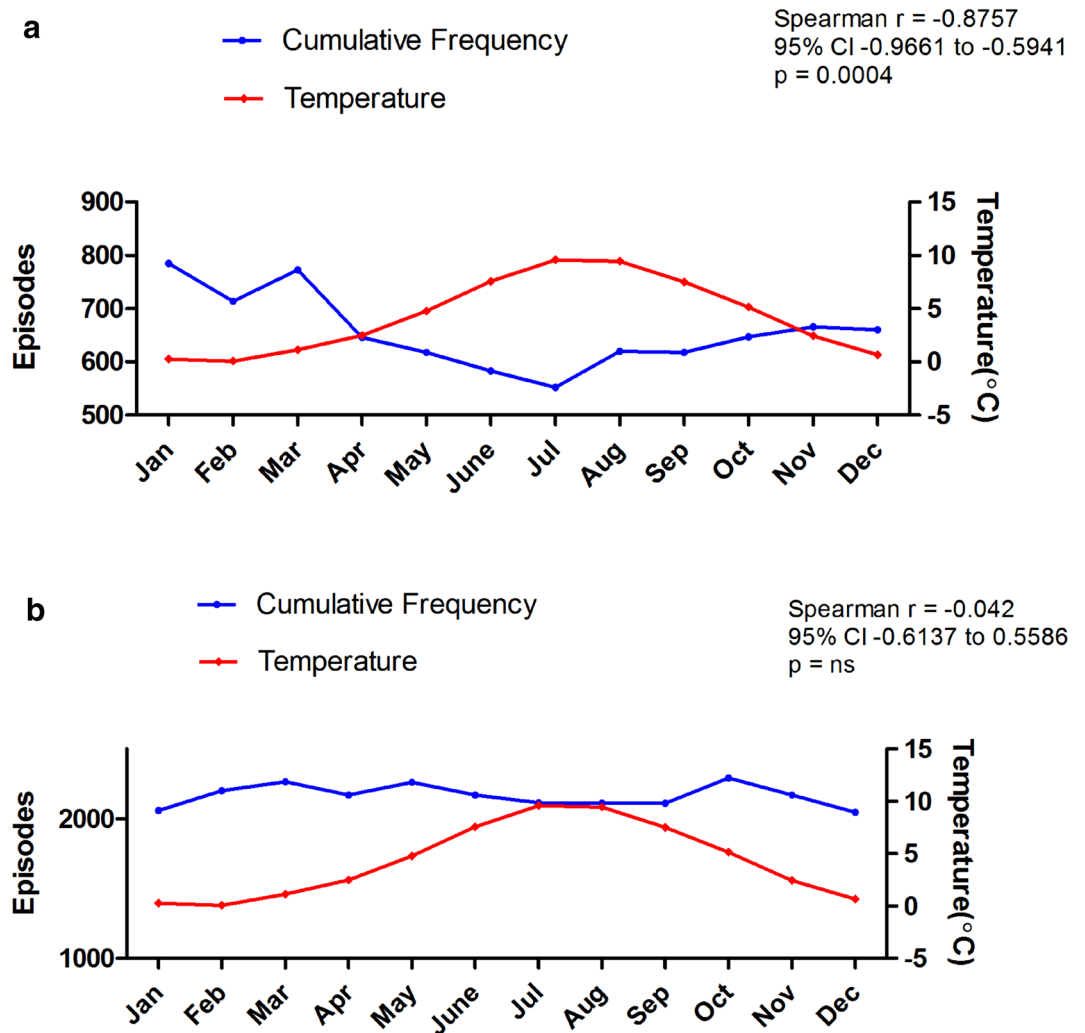 a
Cumulative Frequency
Temperature
Spearman r = -0.8757
95% CI -0.9661 to -0.5941
p = 0.0004
Episodes
900
800
700
600
500
Temperature(°C)
15
10
5
0
-5
Jan Feb Mar Apr May June Jul Aug Sep Oct Nov Dec
b
Cumulative Frequency
Temperature
Spearman r = -0.042
95% CI -0.6137 to 0.5586
p = ns
Episodes
2000
1000
Temperature(°C)
15
10
5
0
-5
Jan Feb Mar Apr May June Jul Aug Sep Oct Nov Dec